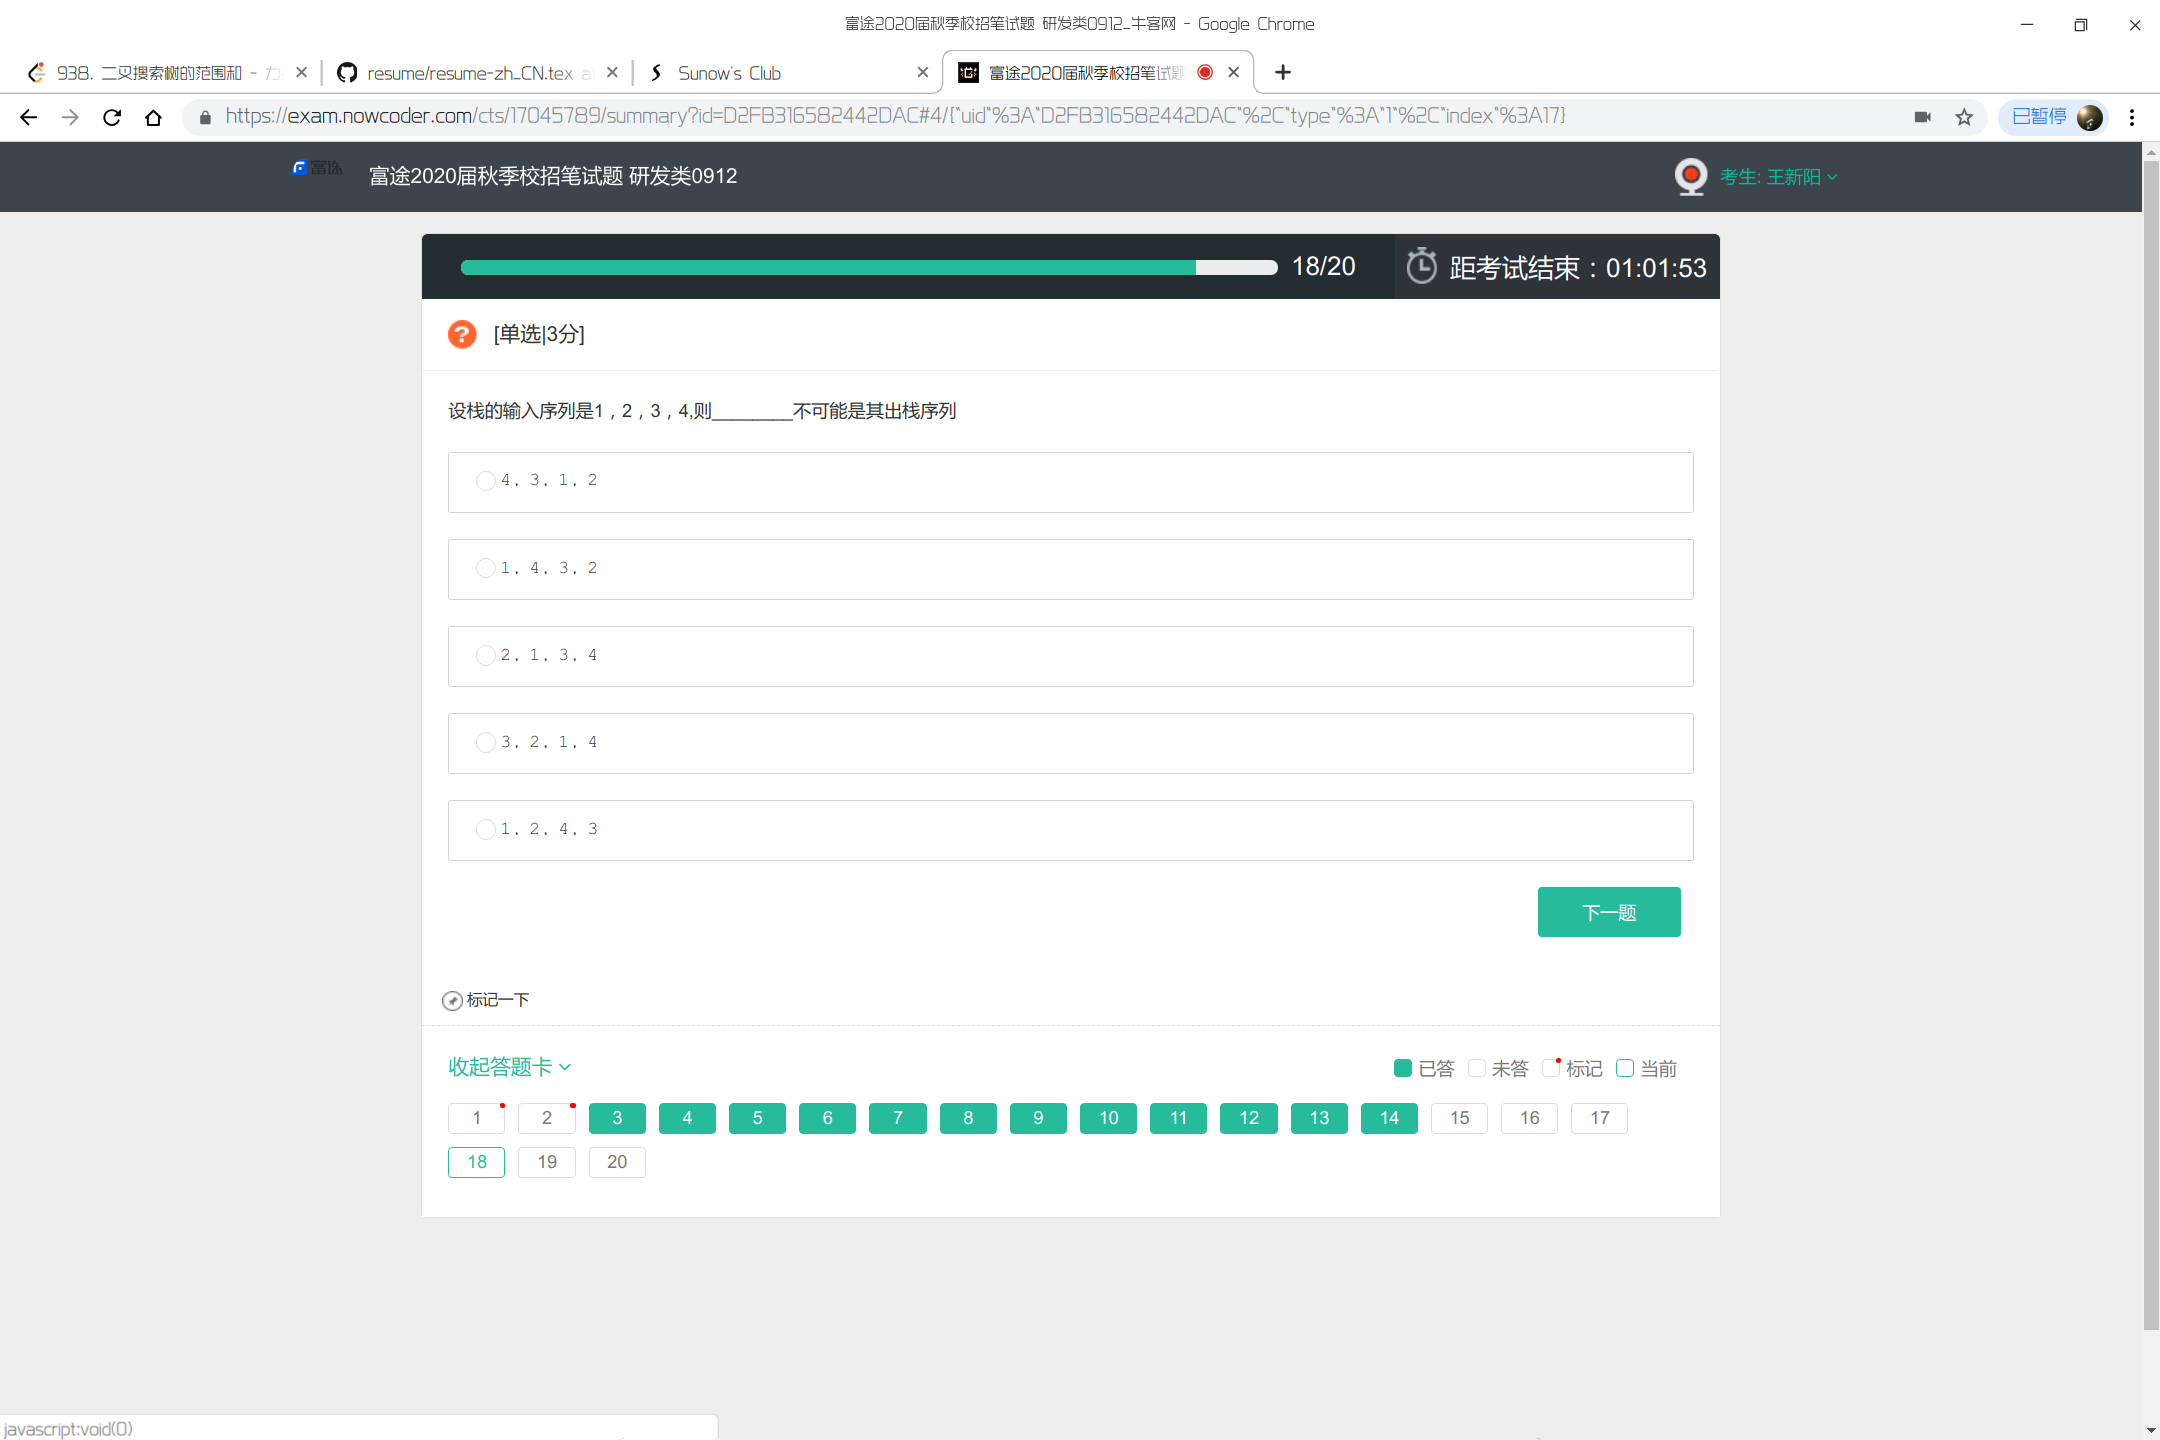 富途2020届秋季校招笔试题 研发类0912_牛客网 - Google Chrome
938. 二叉搜索树的范围和 - 力
resume/resume-zh_CN.tex at
Sunow's Club
富途2020届秋季校招笔试题
https://exam.nowcoder.com/cts/17045789/summary?id=D2FB316582442DAC#4/{"uid"%3A"D2FB316582442DAC"%2C"type"%3A"1"%2C"index"%3A17}
已暂停
富途
富途2020届秋季校招笔试题 研发类0912
考生: 王新阳
18/20
距考试结束：01:01:53
[单选|3分]
设栈的输入序列是1，2，3，4,则_________不可能是其出栈序列
4, 3, 1, 2
1, 4, 3, 2
2, 1, 3, 4
3, 2, 1, 4
1, 2, 4, 3
下一题
标记一下
收起答题卡
已答 未答 标记 当前
1 2 3 4 5 6 7 8 9 10 11 12 13 14 15 16 17
18 19 20
javascript:void(0)